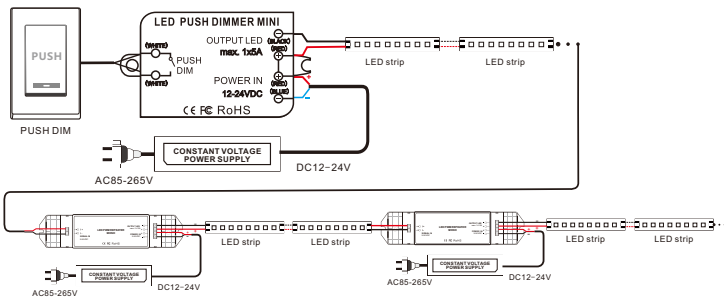 LED PUSH DIMMER MINI
PUSH
(WHITE)
(WHITE)
PUSH
DIM
OUTPUT LED
max. 1x5A
(BLACK)
(RED)
POWER IN
12-24VDC
(RED)
(BLUE)
+
-
CE FC RoHS
PUSH DIM
LED strip
LED strip
CONSTANT VOLTAGE
POWER SUPPLY
AC85-265V
DC12-24V
LED strip
LED strip
LED strip
LED strip
CONSTANT VOLTAGE
POWER SUPPLY
AC85-265V
DC12-24V
CONSTANT VOLTAGE
POWER SUPPLY
AC85-265V
DC12-24V